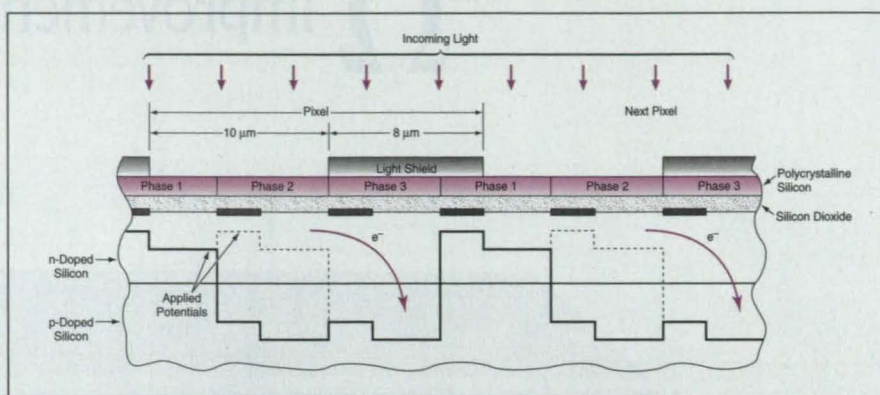 Incoming Light
Pixel
Next Pixel
10 μm
8 μm
Light Shield
Phase 1
Phase 2
Phase 3
Phase 1
Phase 2
Phase 3
Polycrystalline
Silicon
Silicon Dioxide
e⁻
e⁻
n-Doped
Silicon
Applied
Potentials
p-Doped
Silicon